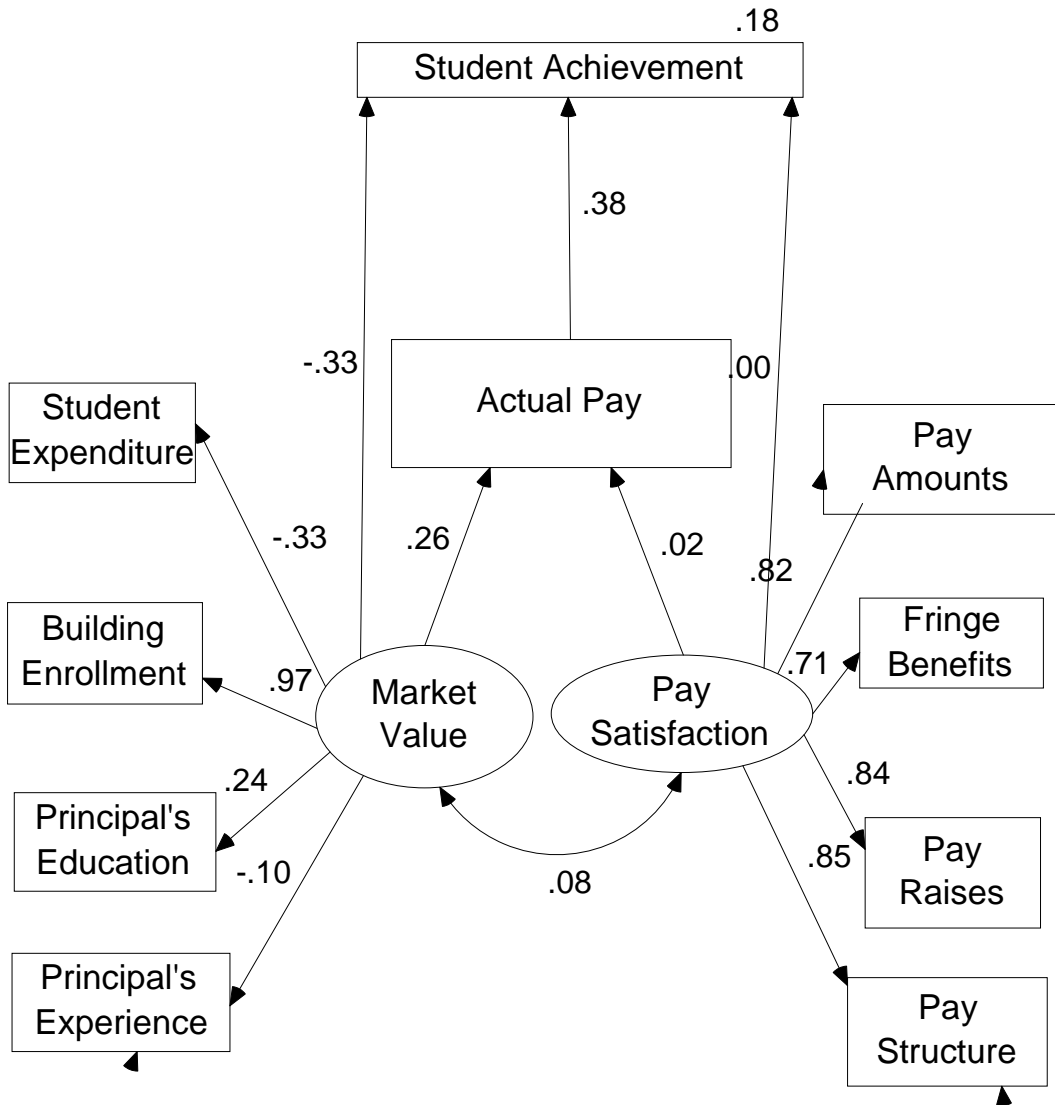 .18
Student Achievement
.38
-.33
.00
Actual Pay
Student
Expenditure
Pay
Amounts
-.33
.26
.02
.82
Building
Enrollment
Fringe
Benefits
.97
.71
Market
Value
Pay
Satisfaction
.24
.84
Principal's
Education
-.10
.85
Pay
Raises
.08
Principal's
Experience
Pay
Structure